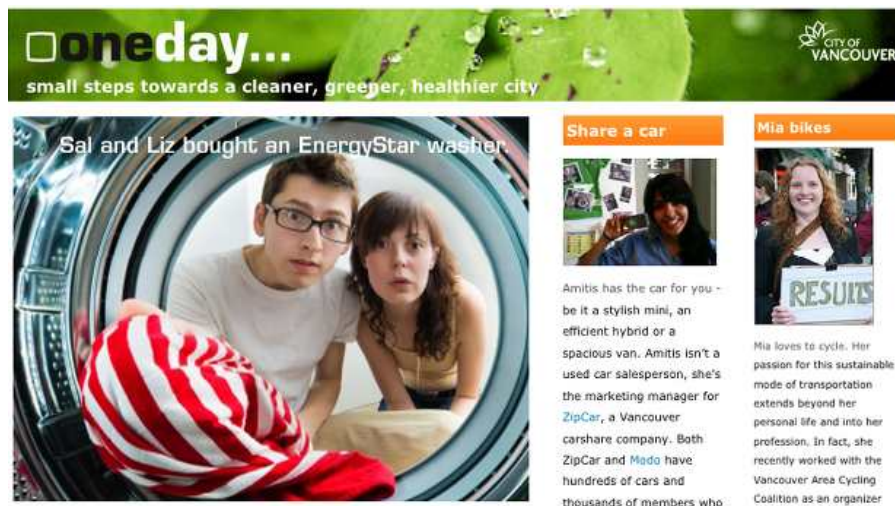 oneday...
small steps towards a cleaner, greener, healthier city
CITY OF
VANCOUVER
Sal and Liz bought an EnergyStar washer.
Share a car
Amitis has the car for you -
be it a stylish mini, an
efficient hybrid or a
spacious van. Amitis isn't a
used car salesperson, she's
the marketing manager for
ZipCar, a Vancouver
carshare company. Both
ZipCar and Modo have
hundreds of cars and
thousands of members who
Mia bikes
RESULTS
Mia loves to cycle. Her
passion for this sustainable
mode of transportation
extends beyond her
personal life and into her
profession. In fact, she
recently worked with the
Vancouver Area Cycling
Coalition as an organizer